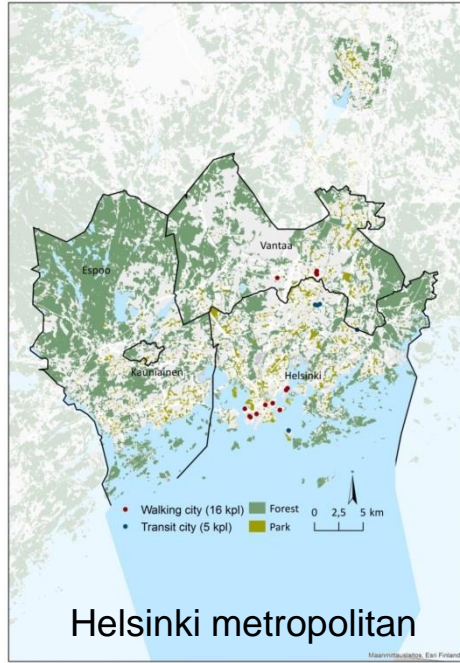 Vantaa
Espoo
Kauniainen
Helsinki
Walking city (16 kpl)
Forest
0 2,5 5 km
Transit city (5 kpl)
Park
Helsinki metropolitan
Maanmittauslaitos, Esri Finland